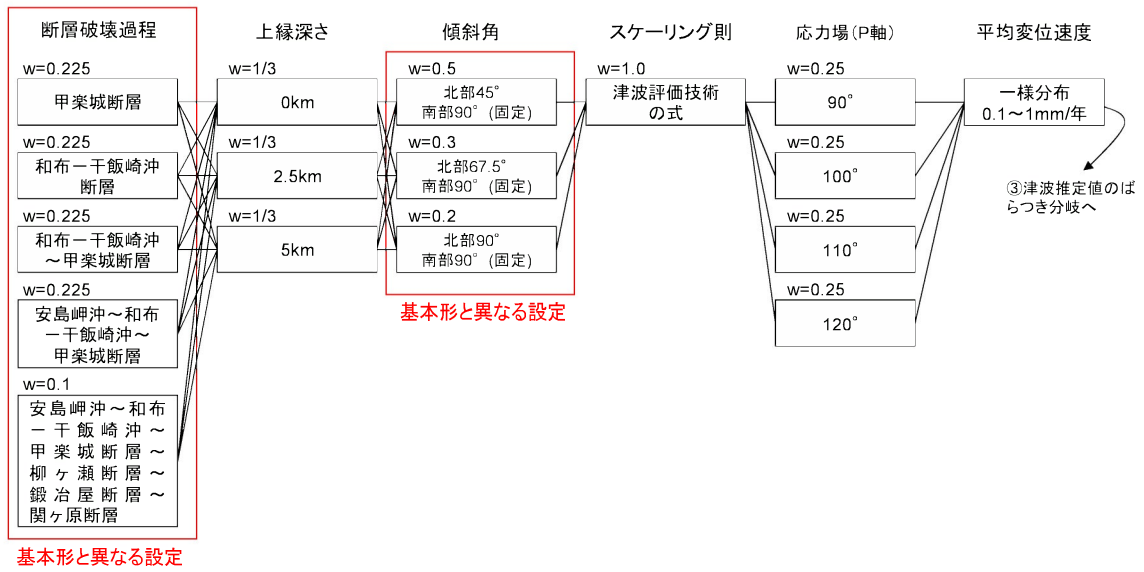 断層破壊過程
上縁深さ
傾斜角
スケーリング則
応力場(P軸)
平均変位速度
w=0.225
甲楽城断層
w=0.225
和布ー干飯崎沖
断層
w=0.225
和布ー干飯崎沖
～甲楽城断層
w=0.225
安島岬沖～和布
ー干飯崎沖～
甲楽城断層
w=0.1
安島岬沖～和布
ー干飯崎沖～
甲楽城断層～
柳ヶ瀬断層～
鍛冶屋断層～
関ヶ原断層
基本形と異なる設定
w=1/3
0km
w=1/3
2.5km
w=1/3
5km
w=0.5
北部45°
南部90°(固定)
w=0.3
北部67.5°
南部90°(固定)
w=0.2
北部90°
南部90°(固定)
基本形と異なる設定
w=1.0
津波評価技術
の式
w=0.25
90°
w=0.25
100°
w=0.25
110°
w=0.25
120°
一様分布
0.1～1mm/年
③津波推定値のば
らつき分岐へ